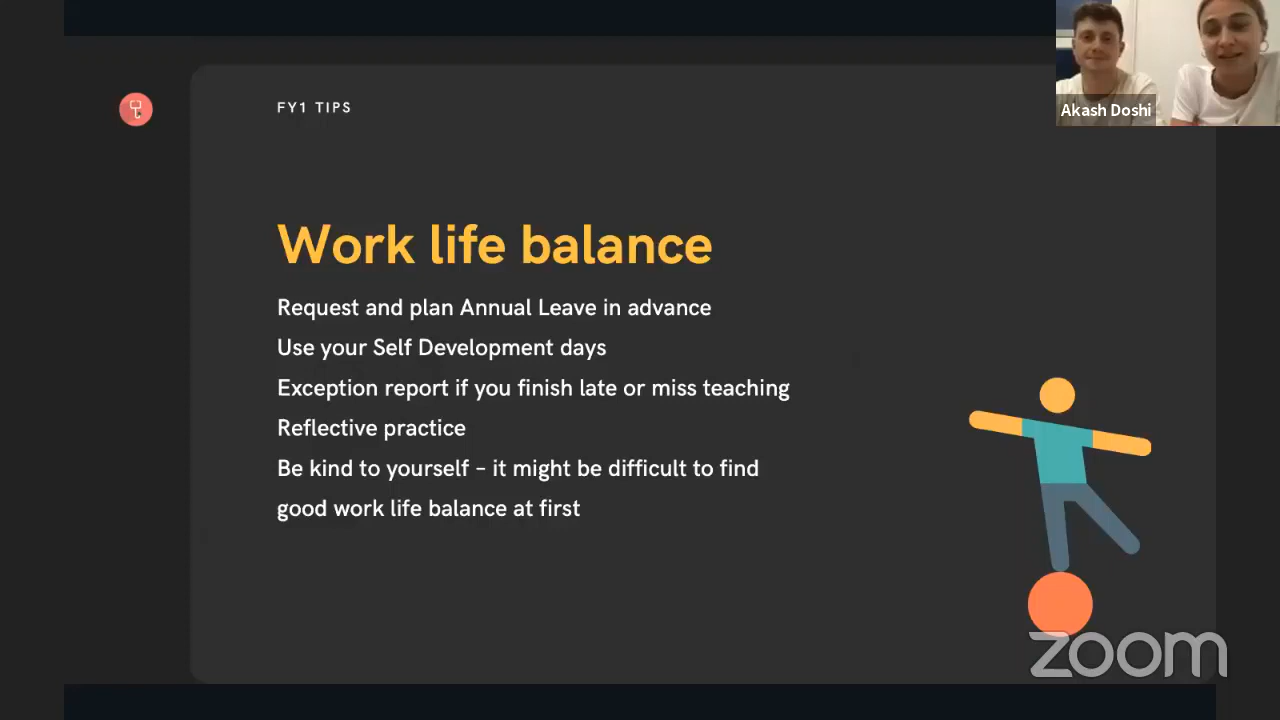 FY1 TIPS
Akash Doshi
Work life balance
Request and plan Annual Leave in advance
Use your Self Development days
Exception report if you finish late or miss teaching
Reflective practice
Be kind to yourself – it might be difficult to find
good work life balance at first
zoom